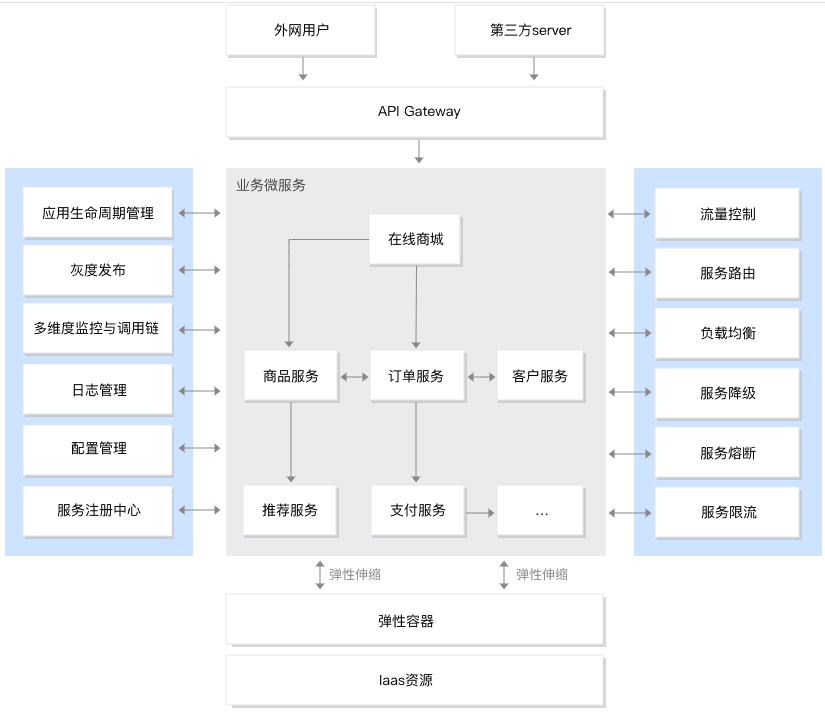 外网用户
第三方server
API Gateway
应用生命周期管理
灰度发布
多维度监控与调用链
日志管理
配置管理
服务注册中心
业务微服务
在线商城
商品服务
订单服务
客户服务
推荐服务
支付服务
...
流量控制
服务路由
负载均衡
服务降级
服务熔断
服务限流
弹性伸缩
弹性伸缩
弹性容器
Iaas资源